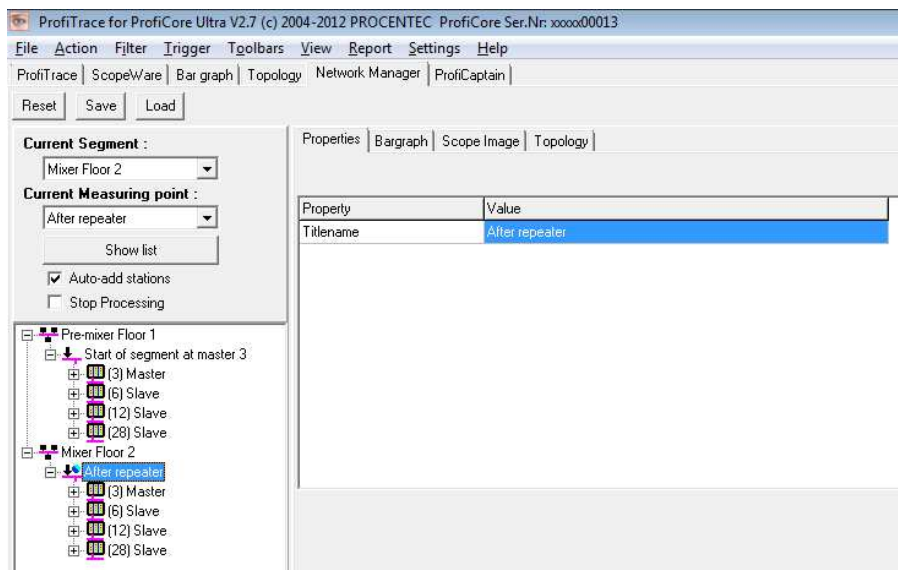 ProfiTrace for ProfiCore Ultra V2.7 (c) 2004-2012 PROCENTEC ProfiCore Ser.Nr: xxxxx00013
File Action Filter Trigger Toolbars View Report Settings Help
ProfiTrace ScopeWare Bar graph Topology Network Manager ProfiCaptain
Reset Save Load
Current Segment :
Mixer Floor 2
Current Measuring point :
After repeater
Show list
Auto-add stations
Stop Processing
Pre-mixer Floor 1
Start of segment at master 3
(3) Master
(6) Slave
(12) Slave
(28) Slave
Mixer Floor 2
After repeater
(3) Master
(6) Slave
(12) Slave
(28) Slave
Properties Bargraph Scope Image Topology
Property Value
Titlename After repeater